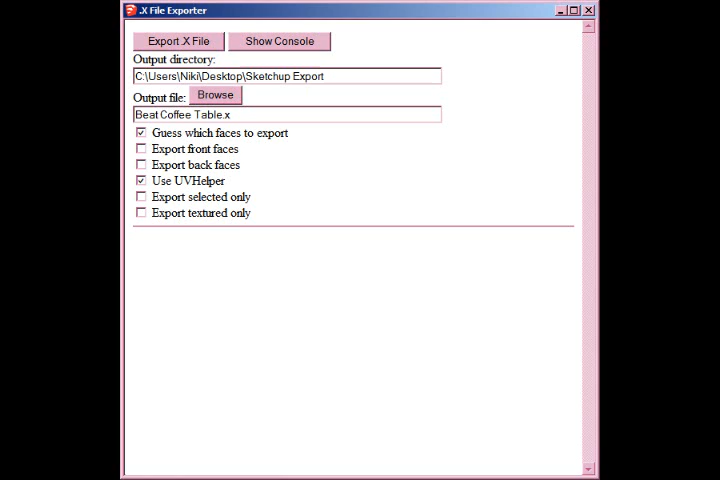 .X File Exporter
Export .X File Show Console
Output directory:
C:\Users\Niki\Desktop\Sketchup Export
Output file: Browse
Beat Coffee Table.x
Guess which faces to export
Export front faces
Export back faces
Use UVHelper
Export selected only
Export textured only